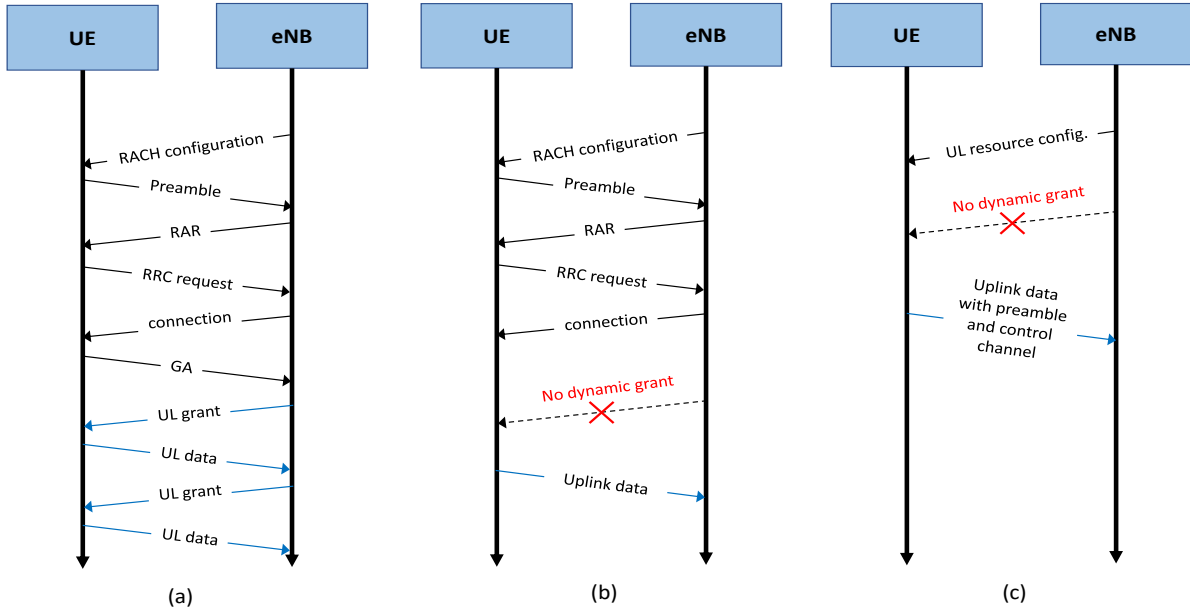 UE
eNB
RACH configuration
Preamble
RAR
RRC request
connection
GA
UL grant
UL data
UL grant
UL data
(a)
UE
eNB
RACH configuration
Preamble
RAR
RRC request
connection
No dynamic grant
Uplink data
(b)
UE
eNB
UL resource config.
No dynamic grant
Uplink data
with preamble
and control
channel
(c)